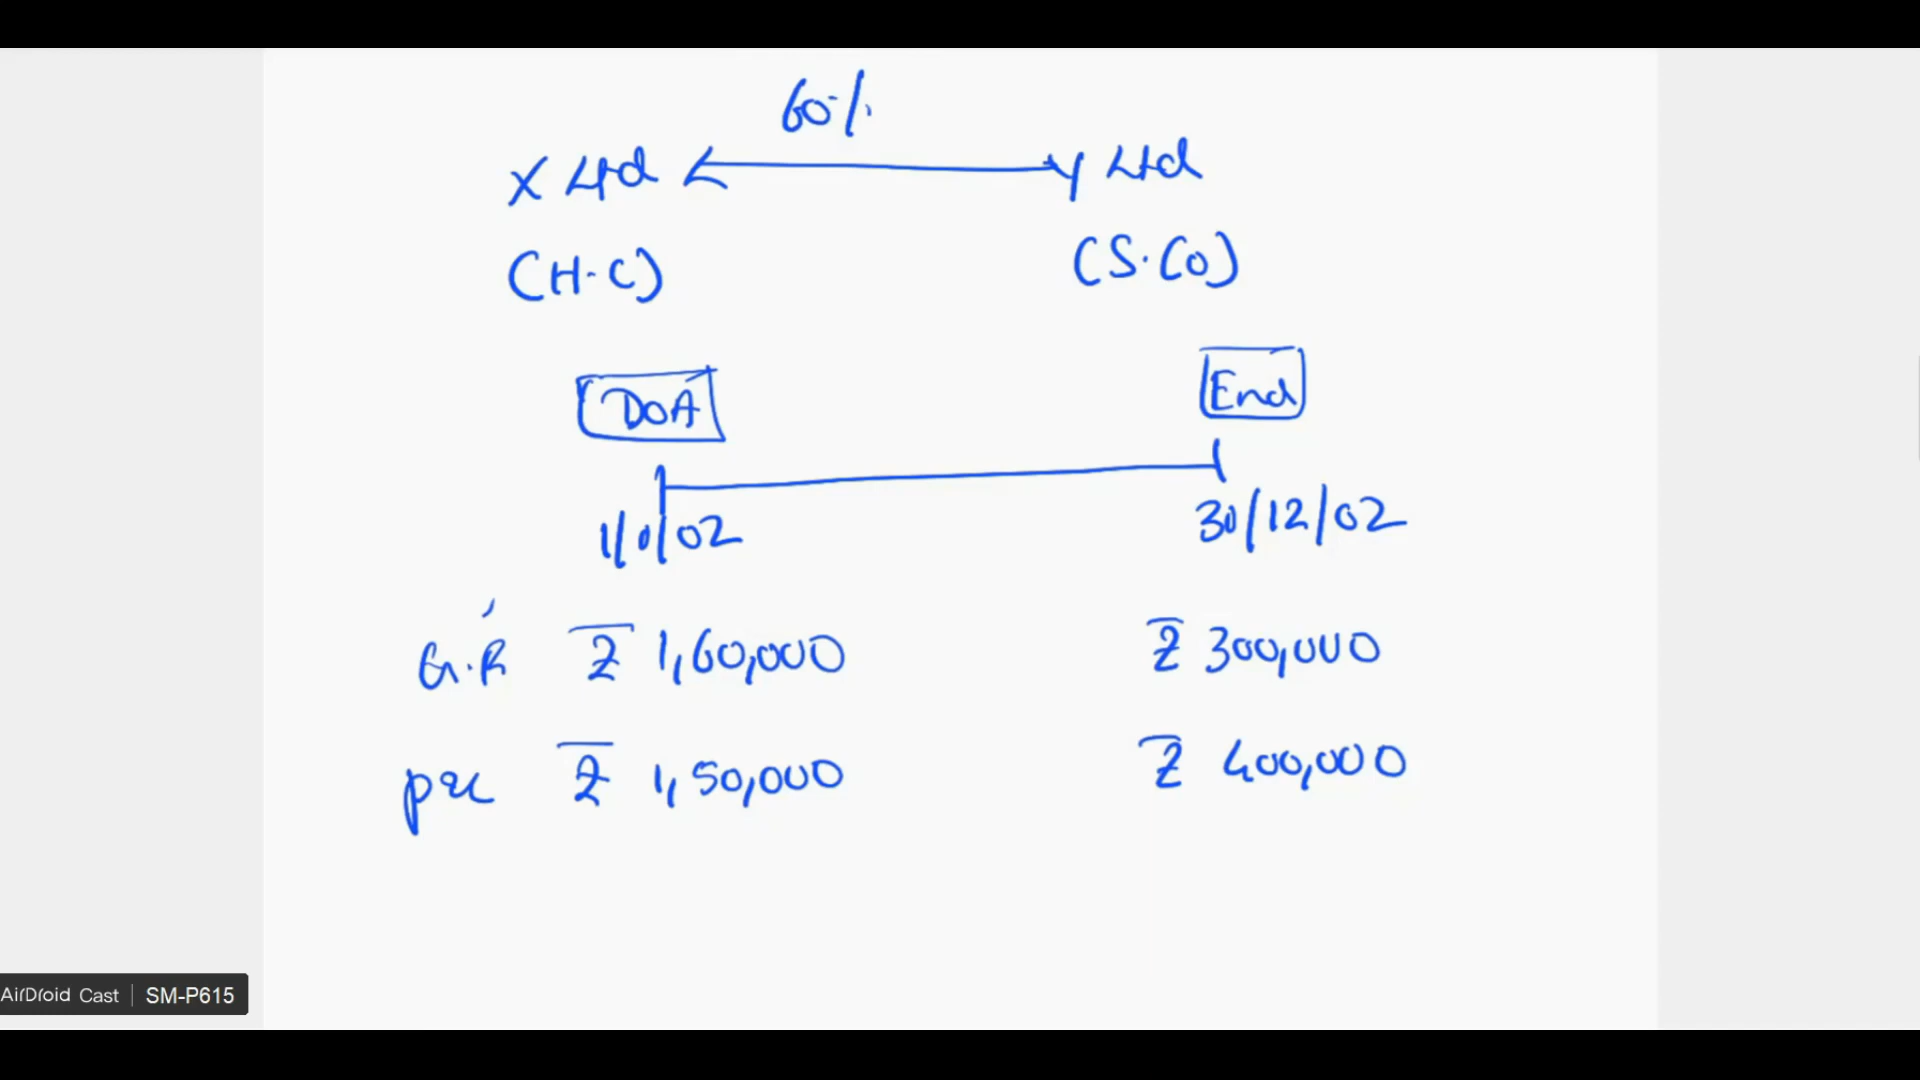 60%
X Ltd Y Ltd
(H.C) (S.Co)
DOA End
1/1/02 30/12/02
G.R ₹ 1,60,000 ₹ 300,000
₹ 1,50,000 ₹ 400,000
AirDroid Cast | SM-P615